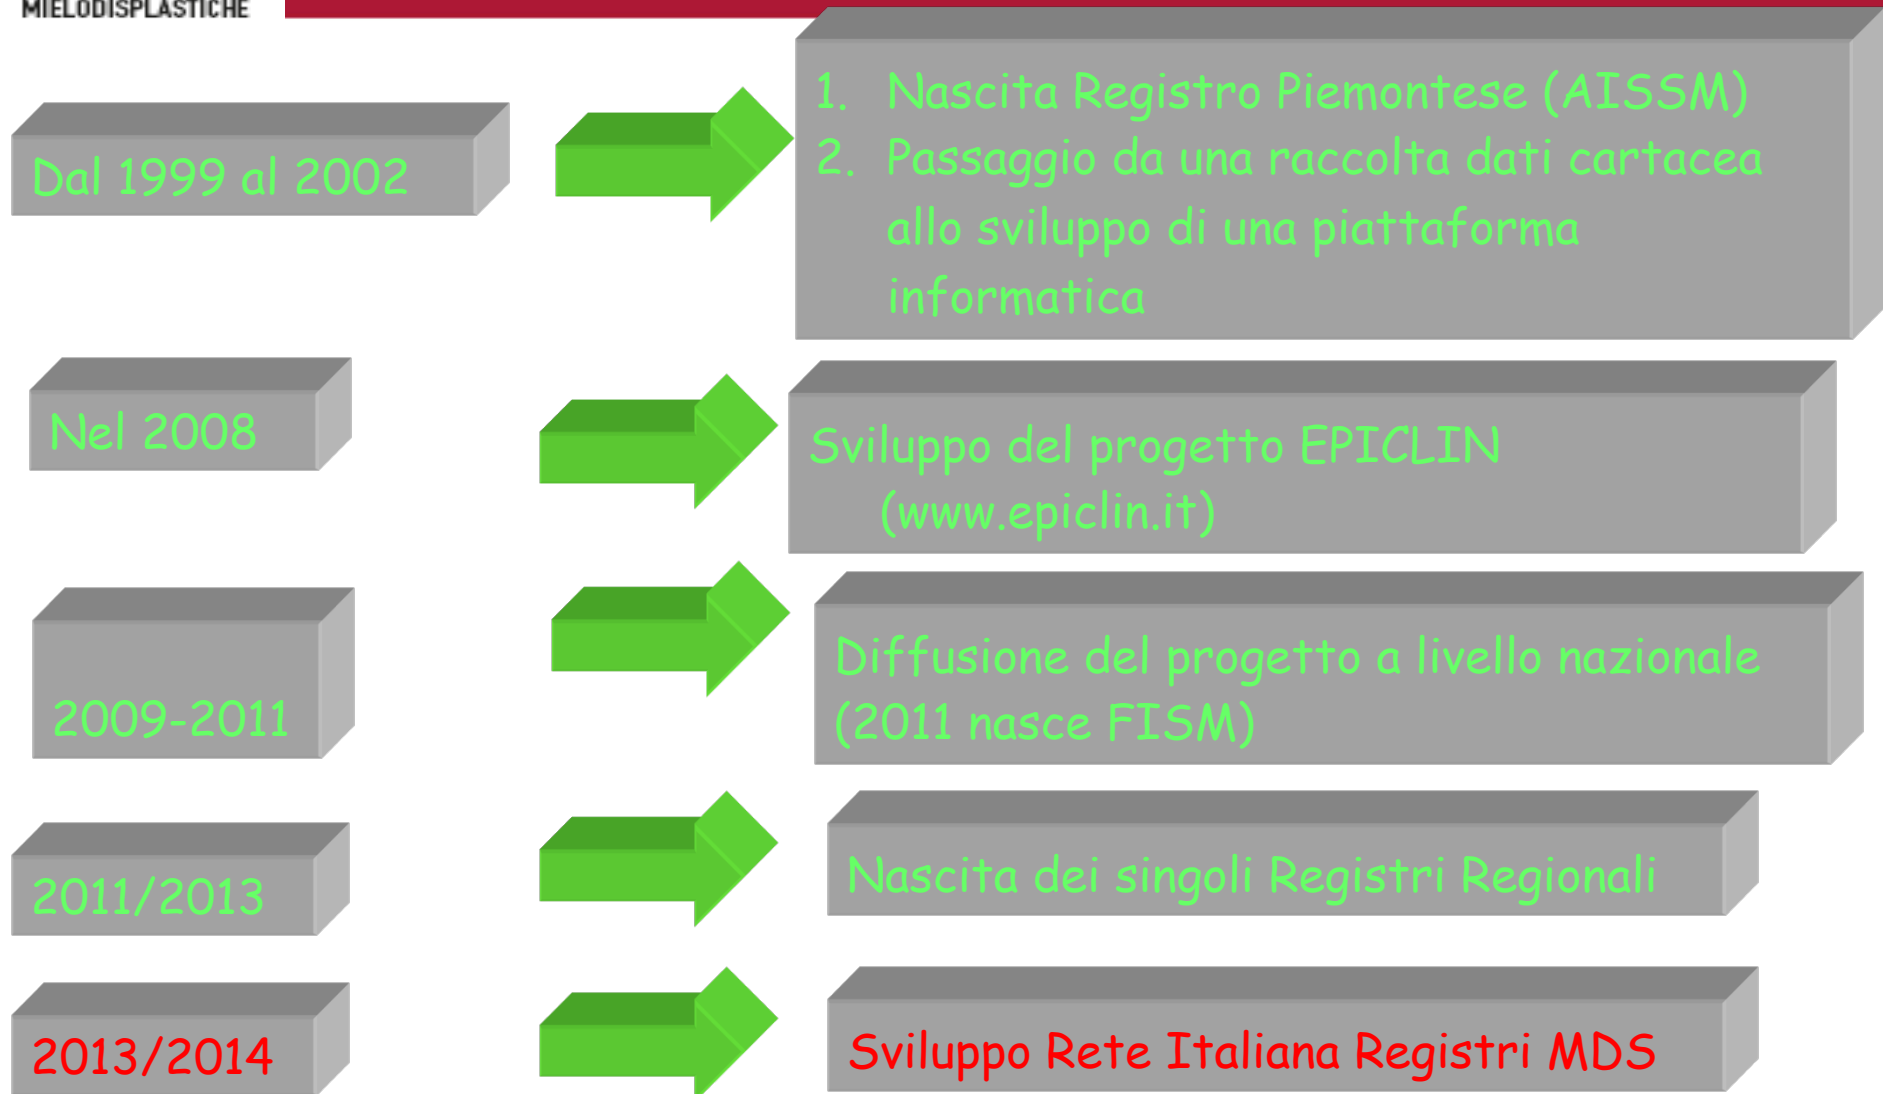 MIELODISPLASTICHE
Dal 1999 al 2002
1. Nascita Registro Piemontese (AISSM)
2. Passaggio da una raccolta dati cartacea
allo sviluppo di una piattaforma
informatica
Nel 2008
Sviluppo del progetto EPICLIN
(www.epiclin.it)
2009-2011
Diffusione del progetto a livello nazionale
(2011 nasce FISM)
2011/2013
Nascita dei singoli Registri Regionali
2013/2014
Sviluppo Rete Italiana Registri MDS